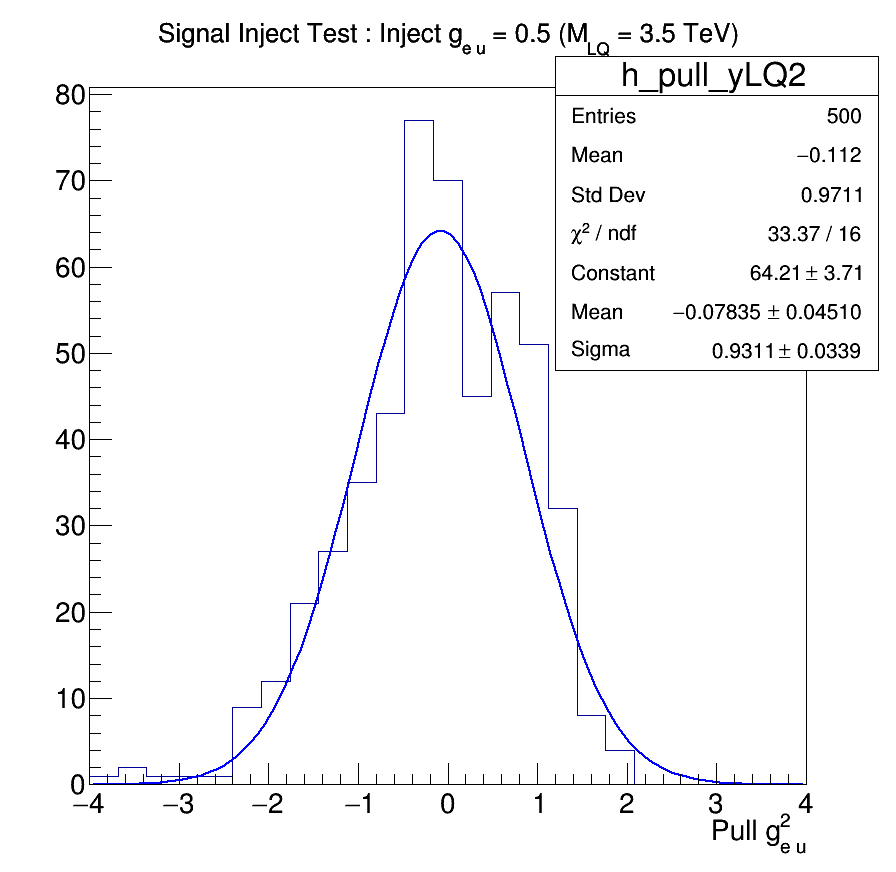 Signal Inject Test : Inject g_{e u} = 0.5 (M_{LQ} = 3.5 TeV)
h_pull_yLQ2
Entries 500
Mean −0.112
Std Dev 0.9711
χ² / ndf 33.37 / 16
Constant 64.21 ± 3.71
Mean −0.07835 ± 0.04510
Sigma 0.9311 ± 0.0339
80
70
60
50
40
30
20
10
0
−4 −3 −2 −1 0 1 2 3 4
Pull g²_{e u}